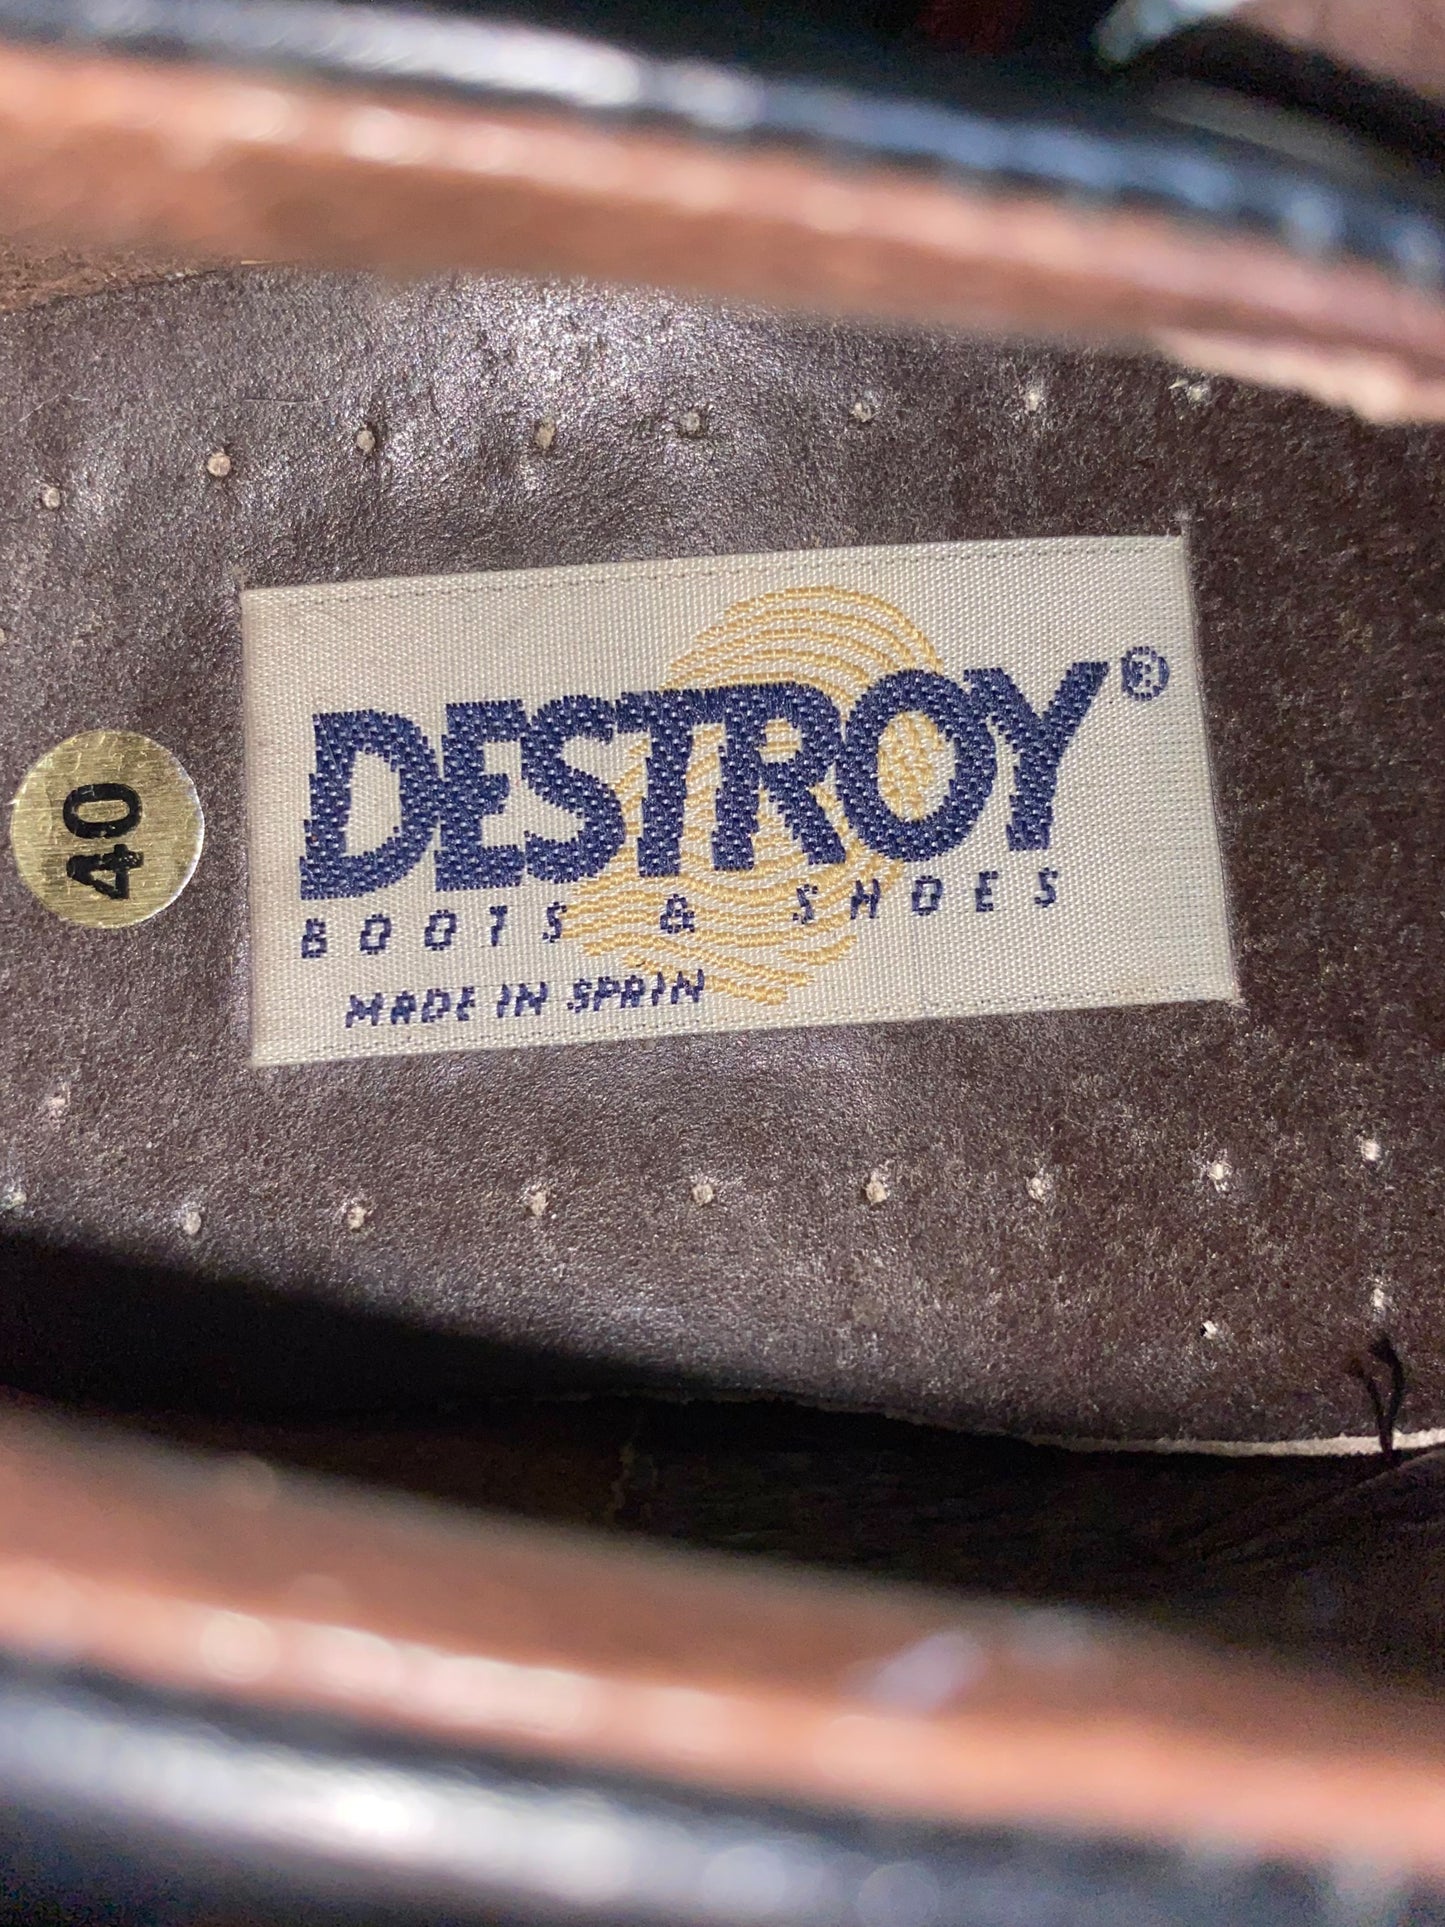 DESTROY®
BOOTS & SHOES
MADE IN SPAIN
40